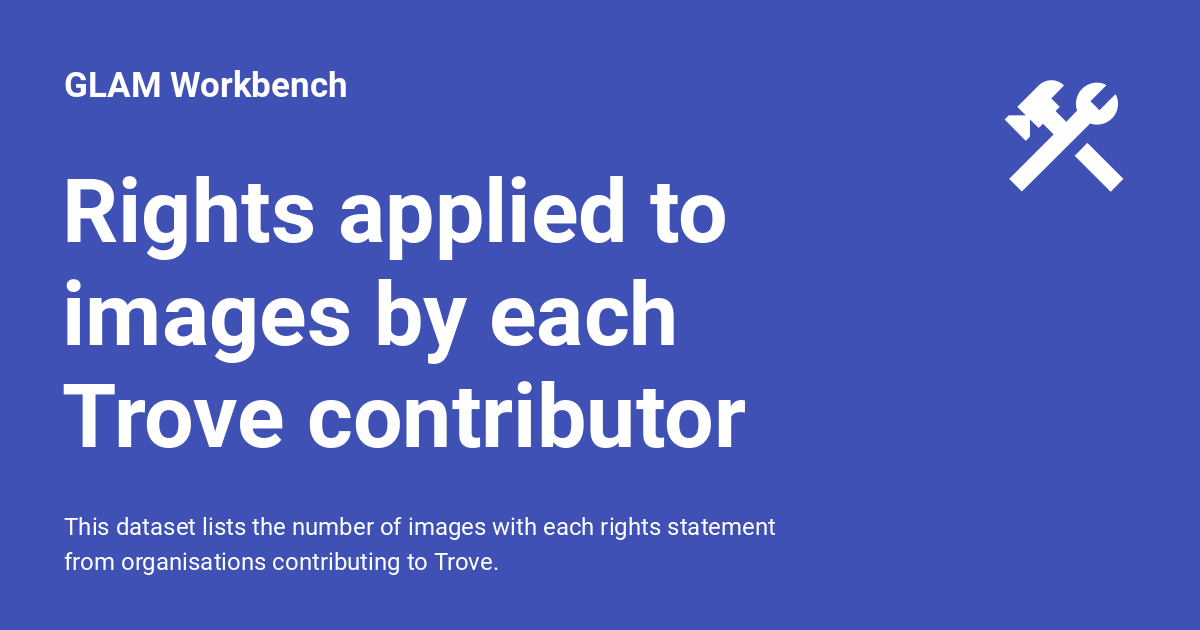 GLAM Workbench
Rights applied to
images by each
Trove contributor
This dataset lists the number of images with each rights statement
from organisations contributing to Trove.